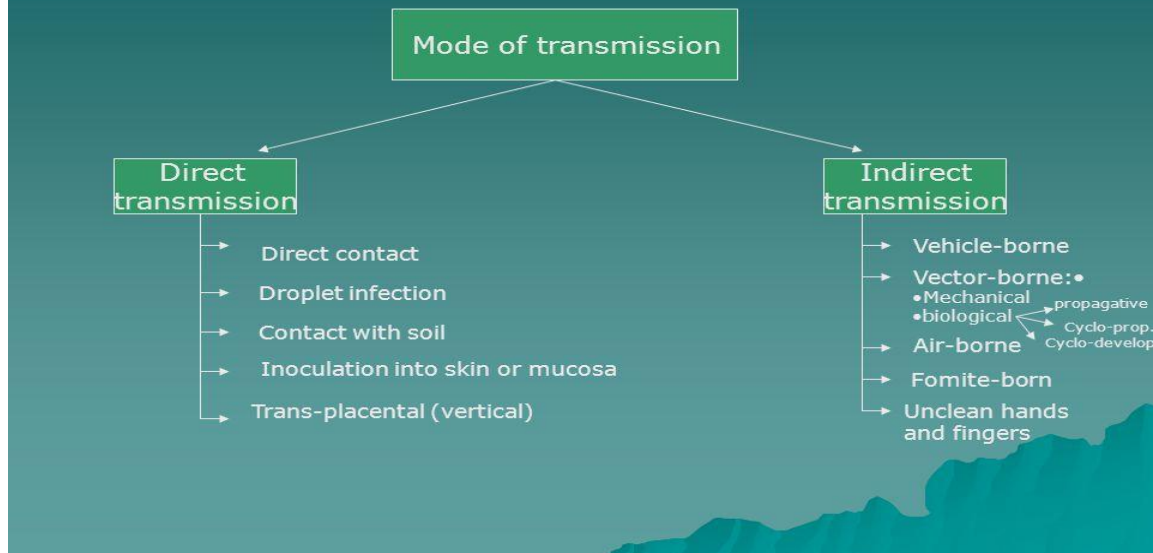 Mode of transmission
Direct
transmission
Direct contact
Droplet infection
Contact with soil
Inoculation into skin or mucosa
Trans-placental (vertical)
Indirect
transmission
Vehicle-borne
Vector-borne:•
•Mechanical
•biological
propagative
Cyclo-prop.
Cyclo-develop
Air-borne
Fomite-born
Unclean hands
and fingers